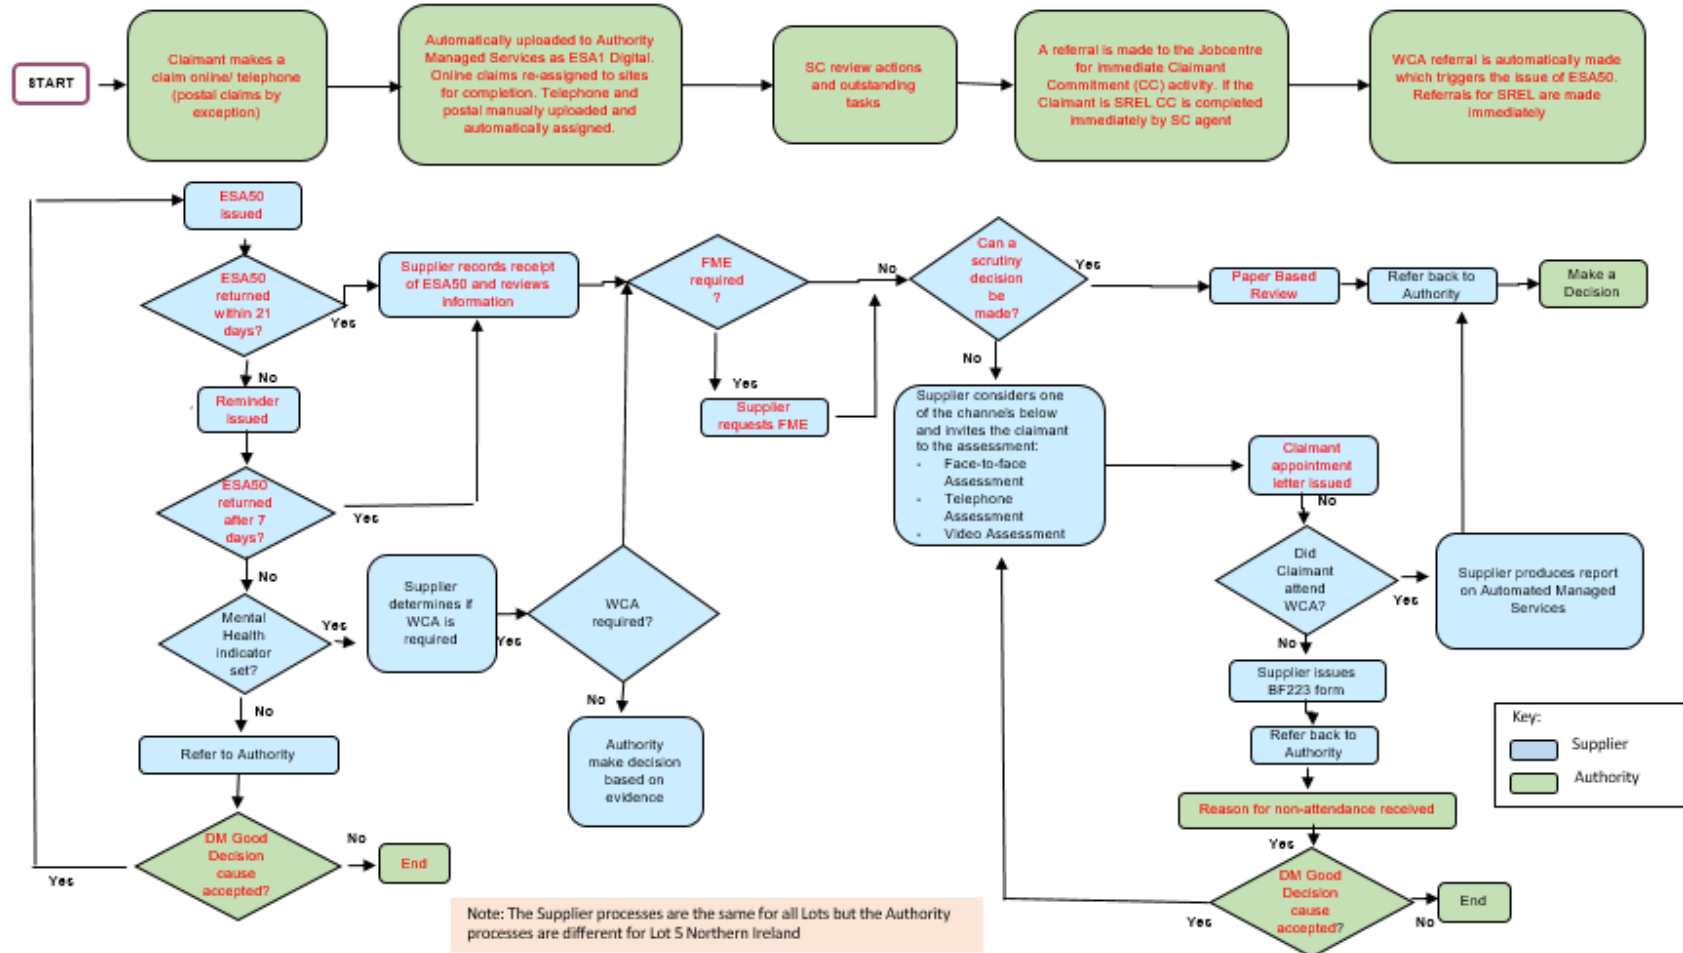 START
Claimant makes a
claim online/ telephone
(postal claims by
exception)
Automatically uploaded to Authority
Managed Services as ESA1 Digital.
Online claims re-assigned to sites
for completion. Telephone and
postal manually uploaded and
automatically assigned.
SC review actions
and outstanding
tasks
A referral is made to the Jobcentre
for immediate Claimant
Commitment (CC) activity. If the
Claimant is SREL CC is completed
immediately by SC agent
WCA referral is automatically made
which triggers the issue of ESA50.
Referrals for SREL are made
immediately
ESA50
issued
ESA50
returned
within 21
days?
Yes
Supplier records receipt
of ESA50 and reviews
information
No
Reminder
issued
ESA50
returned
after 7
days?
Yes
No
Mental
Health
indicator
set?
Yes
Supplier
determines if
WCA is
required
Yes
WCA
required?
No
Authority
make decision
based on
evidence
No
Refer to Authority
DM Good
Decision
cause
accepted?
Yes
No
End
FME
required
?
Yes
Supplier
requests FME
No
Can a
scrutiny
decision
be
made?
Yes
Paper Based
Review
Refer back to
Authority
Make a
Decision
No
Supplier considers one
of the channels below
and invites the claimant
to the assessment:
- Face-to-face
Assessment
- Telephone
Assessment
- Video Assessment
Claimant
appointment
letter issued
No
Did
Claimant
attend
WCA?
Yes
Supplier produces report
on Automated Managed
Services
No
Supplier issues
BF223 form
Refer back to
Authority
Reason for non-attendance received
Yes
DM Good
Decision
cause
accepted?
Yes
No
End
Key:
Supplier
Authority
Note: The Supplier processes are the same for all Lots but the Authority
processes are different for Lot 5 Northern Ireland